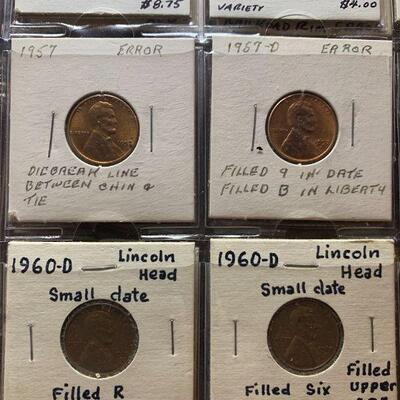 $8.75
VARIETY
$4.00
1957 ERROR
DIEBREAK LINE
BETWEEN CHIN &
TIE
1957-D ERROR
FILLED 9 IN DATE
FILLED B IN LIBERTY
1960-D — Lincoln
Head
Small date
Filled R
1960-D — Lincoln
Head
Small date
Filled Six
Filled
upper